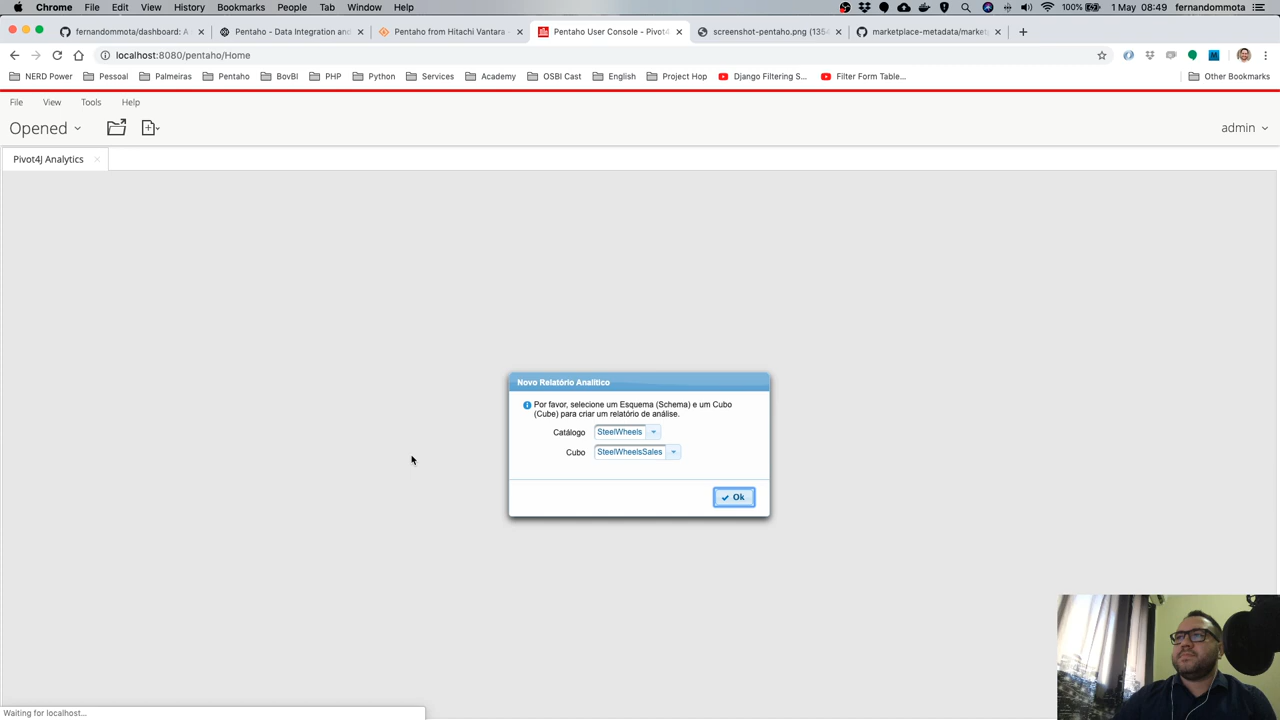 Chrome File Edit View History Bookmarks People Tab Window Help 100% 1 May 08:49 fernandommota
fernandommota/dashboard: A
Pentaho - Data Integration and
Pentaho from Hitachi Vantara
Pentaho User Console - Pivot4
screenshot-pentaho.png (135
marketplace-metadata/market
localhost:8080/pentaho/Home
NERD Power Pessoal Palmeiras Pentaho BovBI PHP Python Services Academy OSBI Cast English Project Hop Django Filtering S... Filter Form Table... Other Bookmarks
File View Tools Help
Opened admin
Pivot4J Analytics
Novo Relatório Analítico
Por favor, selecione um Esquema (Schema) e um Cubo
(Cube) para criar um relatório de análise.
Catálogo SteelWheels
Cubo SteelWheelsSales
Ok
Waiting for localhost...